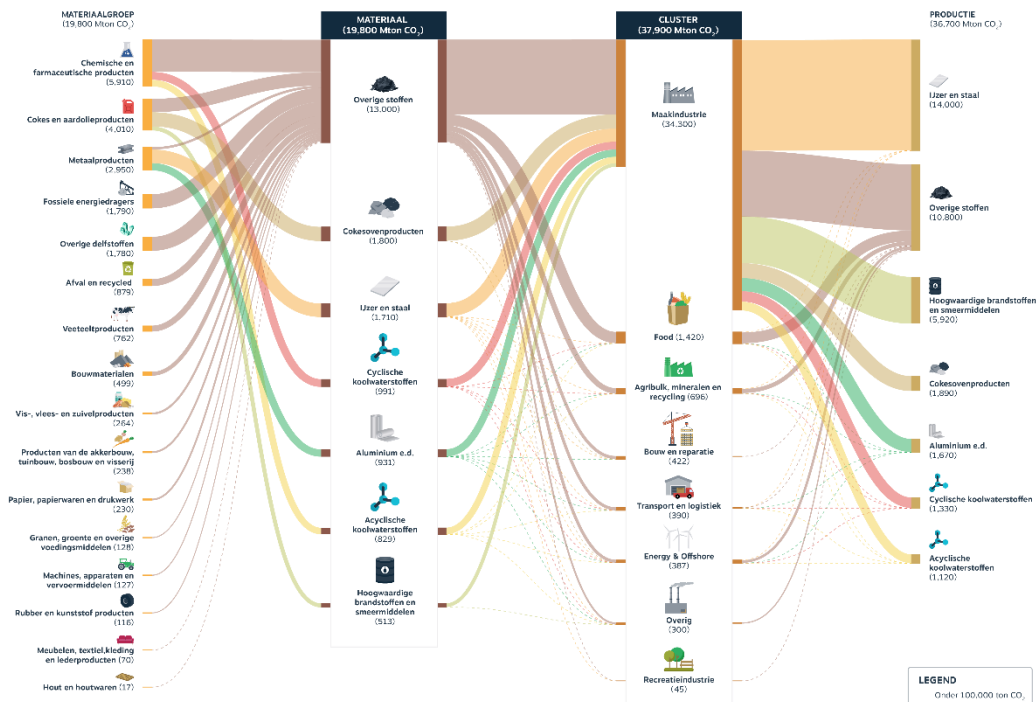 MATERIAALGROEP
(19,800 Mton CO₂)
Chemische en
farmaceutische producten
(5,910)
Cokes en aardolieproducten
(4,010)
Metaalproducten
(2,950)
Fossiele energiedragers
(1,790)
Overige delfstoffen
(1,780)
Afval en recycled
(879)
Veeteeltproducten
(762)
Bouwmaterialen
(499)
Vis-, vlees- en zuivelproducten
(264)
Producten van de akkerbouw,
tuinbouw, bosbouw en visserij
(238)
Papier, papierwaren en drukwerk
(230)
Granen, groente en overige
voedingsmiddelen (128)
Machines, apparaten en
vervoermiddelen (127)
Rubber en kunststof producten
(116)
Meubelen, textiel,kleding
en lederproducten (70)
Hout en houtwaren (17)
MATERIAAL
(19,800 Mton CO₂)
Overige stoffen
(13.000)
Cokesovenproducten
(1.800)
IJzer en staal
(1.710)
Cyclische
koolwaterstoffen
(991)
Aluminium e.d.
(931)
Acyclische
koolwaterstoffen
(829)
Hoogwaardige
brandstoffen en
smeermiddelen
(513)
CLUSTER
(37,900 Mton CO₂)
Maakindustrie
(34.300)
Food (1,420)
Agribulk, mineralen en
recycling (696)
Bouw en reparatie
(422)
Transport en logistiek
(390)
Energy & Offshore
(387)
Overig
(300)
Recreatieindustrie
(45)
PRODUCTIE
(36,700 Mton CO₂)
IJzer en staal
(14,000)
Overige stoffen
(10.800)
Hoogwaardige brandstoffen
en smeermiddelen
(5,920)
Cokesovenproducten
(1,890)
Aluminium e.d.
(1,670)
Cyclische koolwaterstoffen
(1,330)
Acyclische
koolwaterstoffen
(1,120)
LEGEND
Onder 100,000 ton CO₂